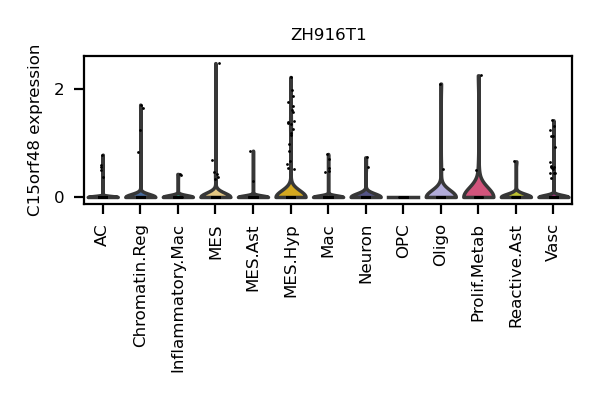 ZH916T1
C15orf48 expression
2
0
AC
Chromatin.Reg
Inflammatory.Mac
MES
MES.Ast
MES.Hyp
Mac
Neuron
OPC
Oligo
Prolif.Metab
Reactive.Ast
Vasc